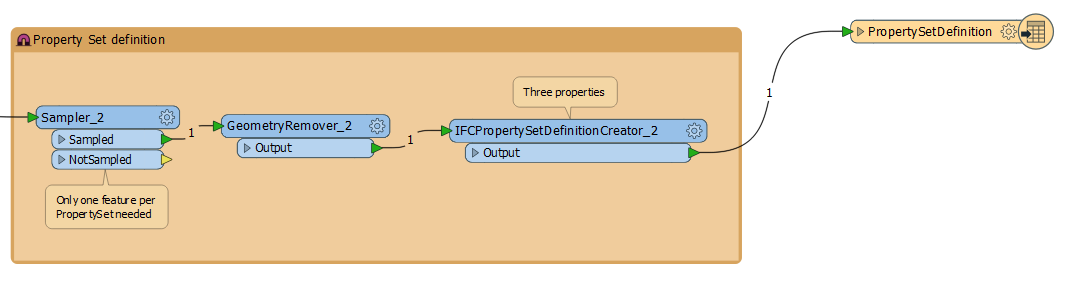 Property Set definition
PropertySetDefinition
Three properties
1
Sampler_2
Sampled
NotSampled
1
GeometryRemover_2
Output
1
IFCPropertySetDefinitionCreator_2
Output
Only one feature per
PropertySet needed